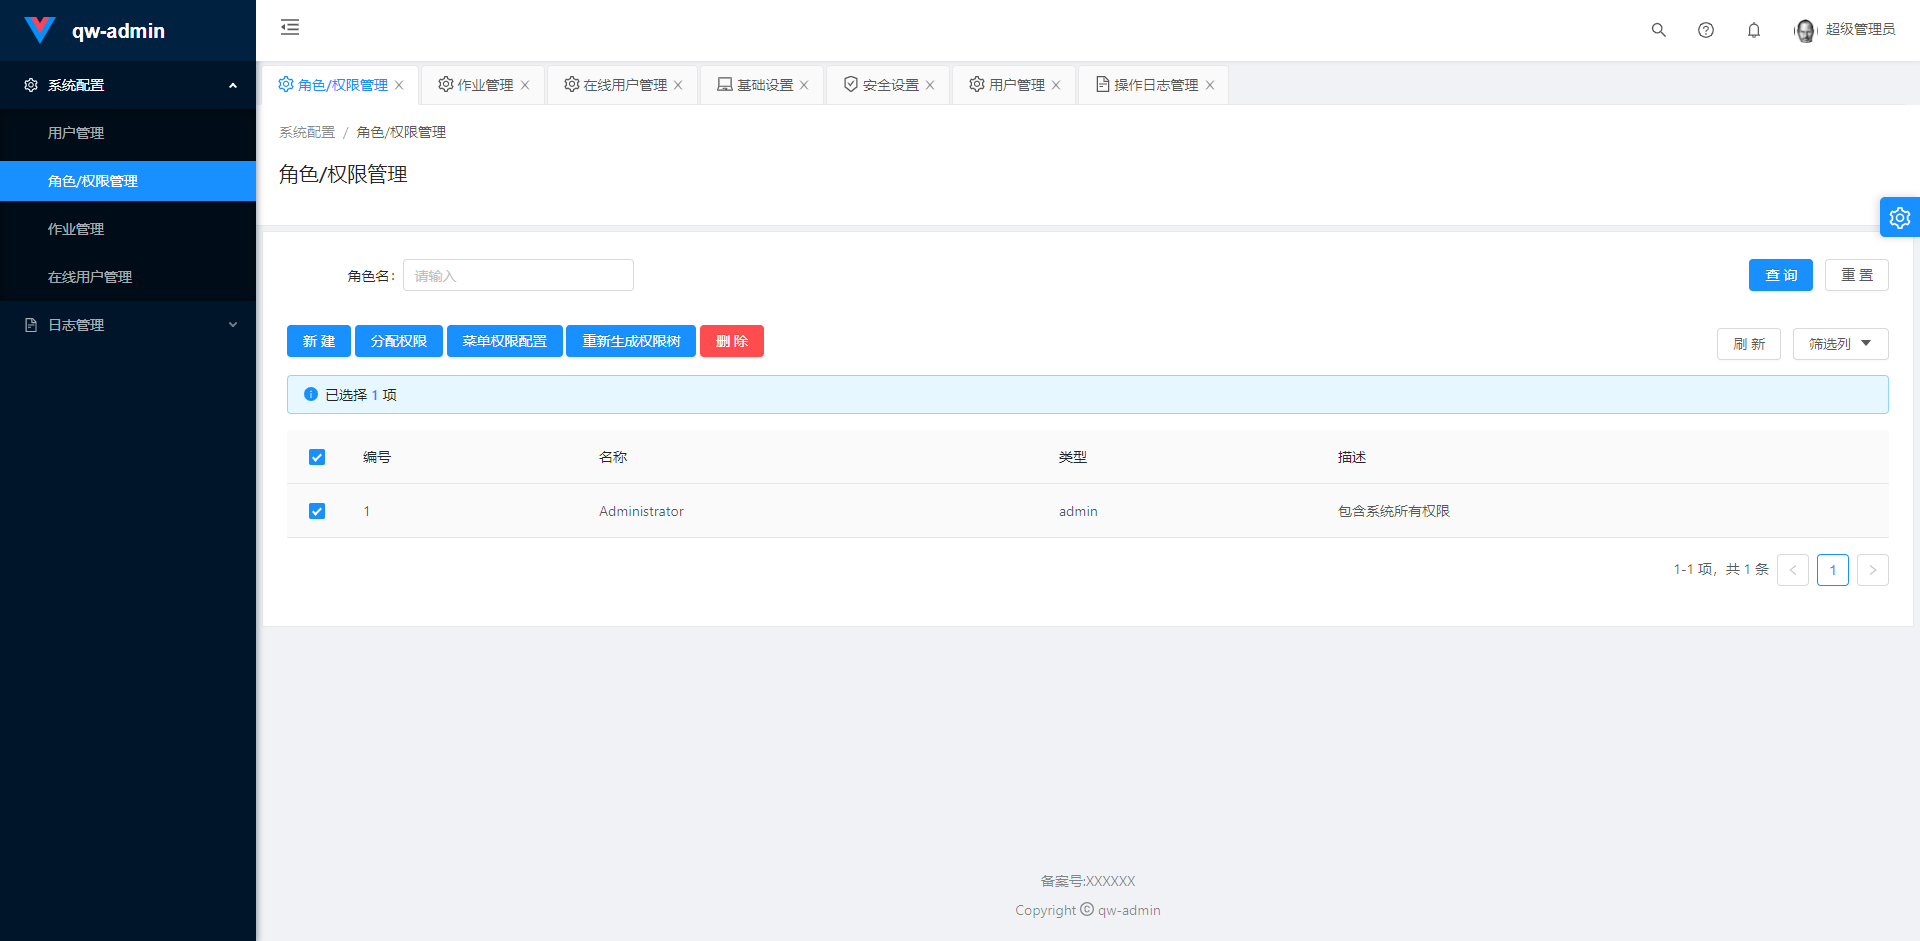 qw-admin
超级管理员
系统配置
用户管理
角色/权限管理
作业管理
在线用户管理
日志管理
角色/权限管理 作业管理 在线用户管理 基础设置 安全设置 用户管理 操作日志管理
系统配置 / 角色/权限管理
角色/权限管理
角色名: 请输入 查 询 重 置
新 建 分配权限 菜单权限配置 重新生成权限树 删 除 刷 新 筛选列
已选择 1 项
编号 名称 类型 描述
1 Administrator admin 包含系统所有权限
1-1 项，共 1 条 < 1 >
备案号:XXXXXX
Copyright © qw-admin